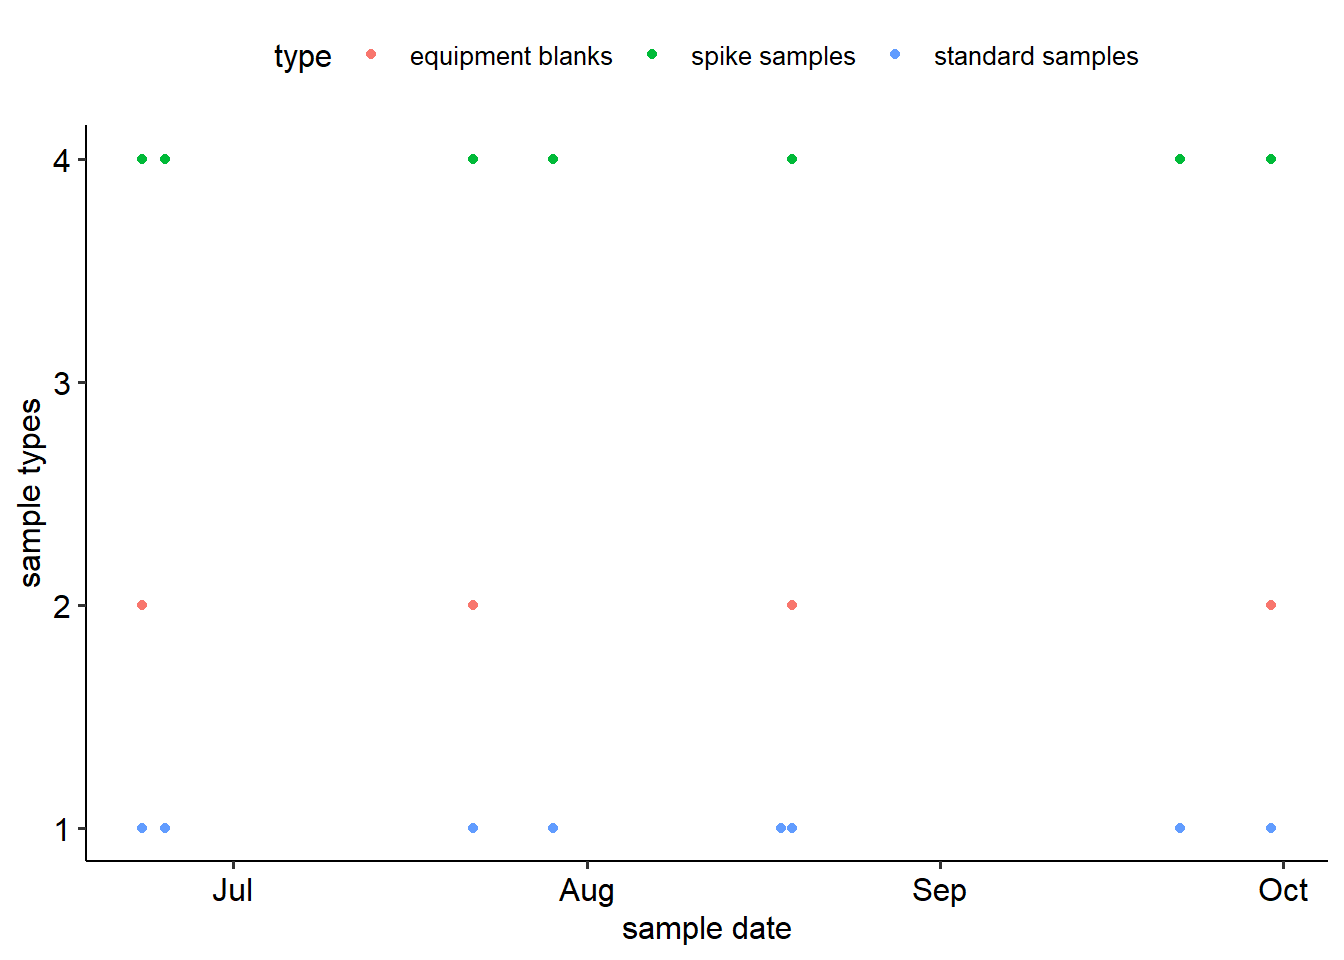 type equipment blanks spike samples standard samples
4
3
2
1
sample types
Jul Aug Sep Oct
sample date